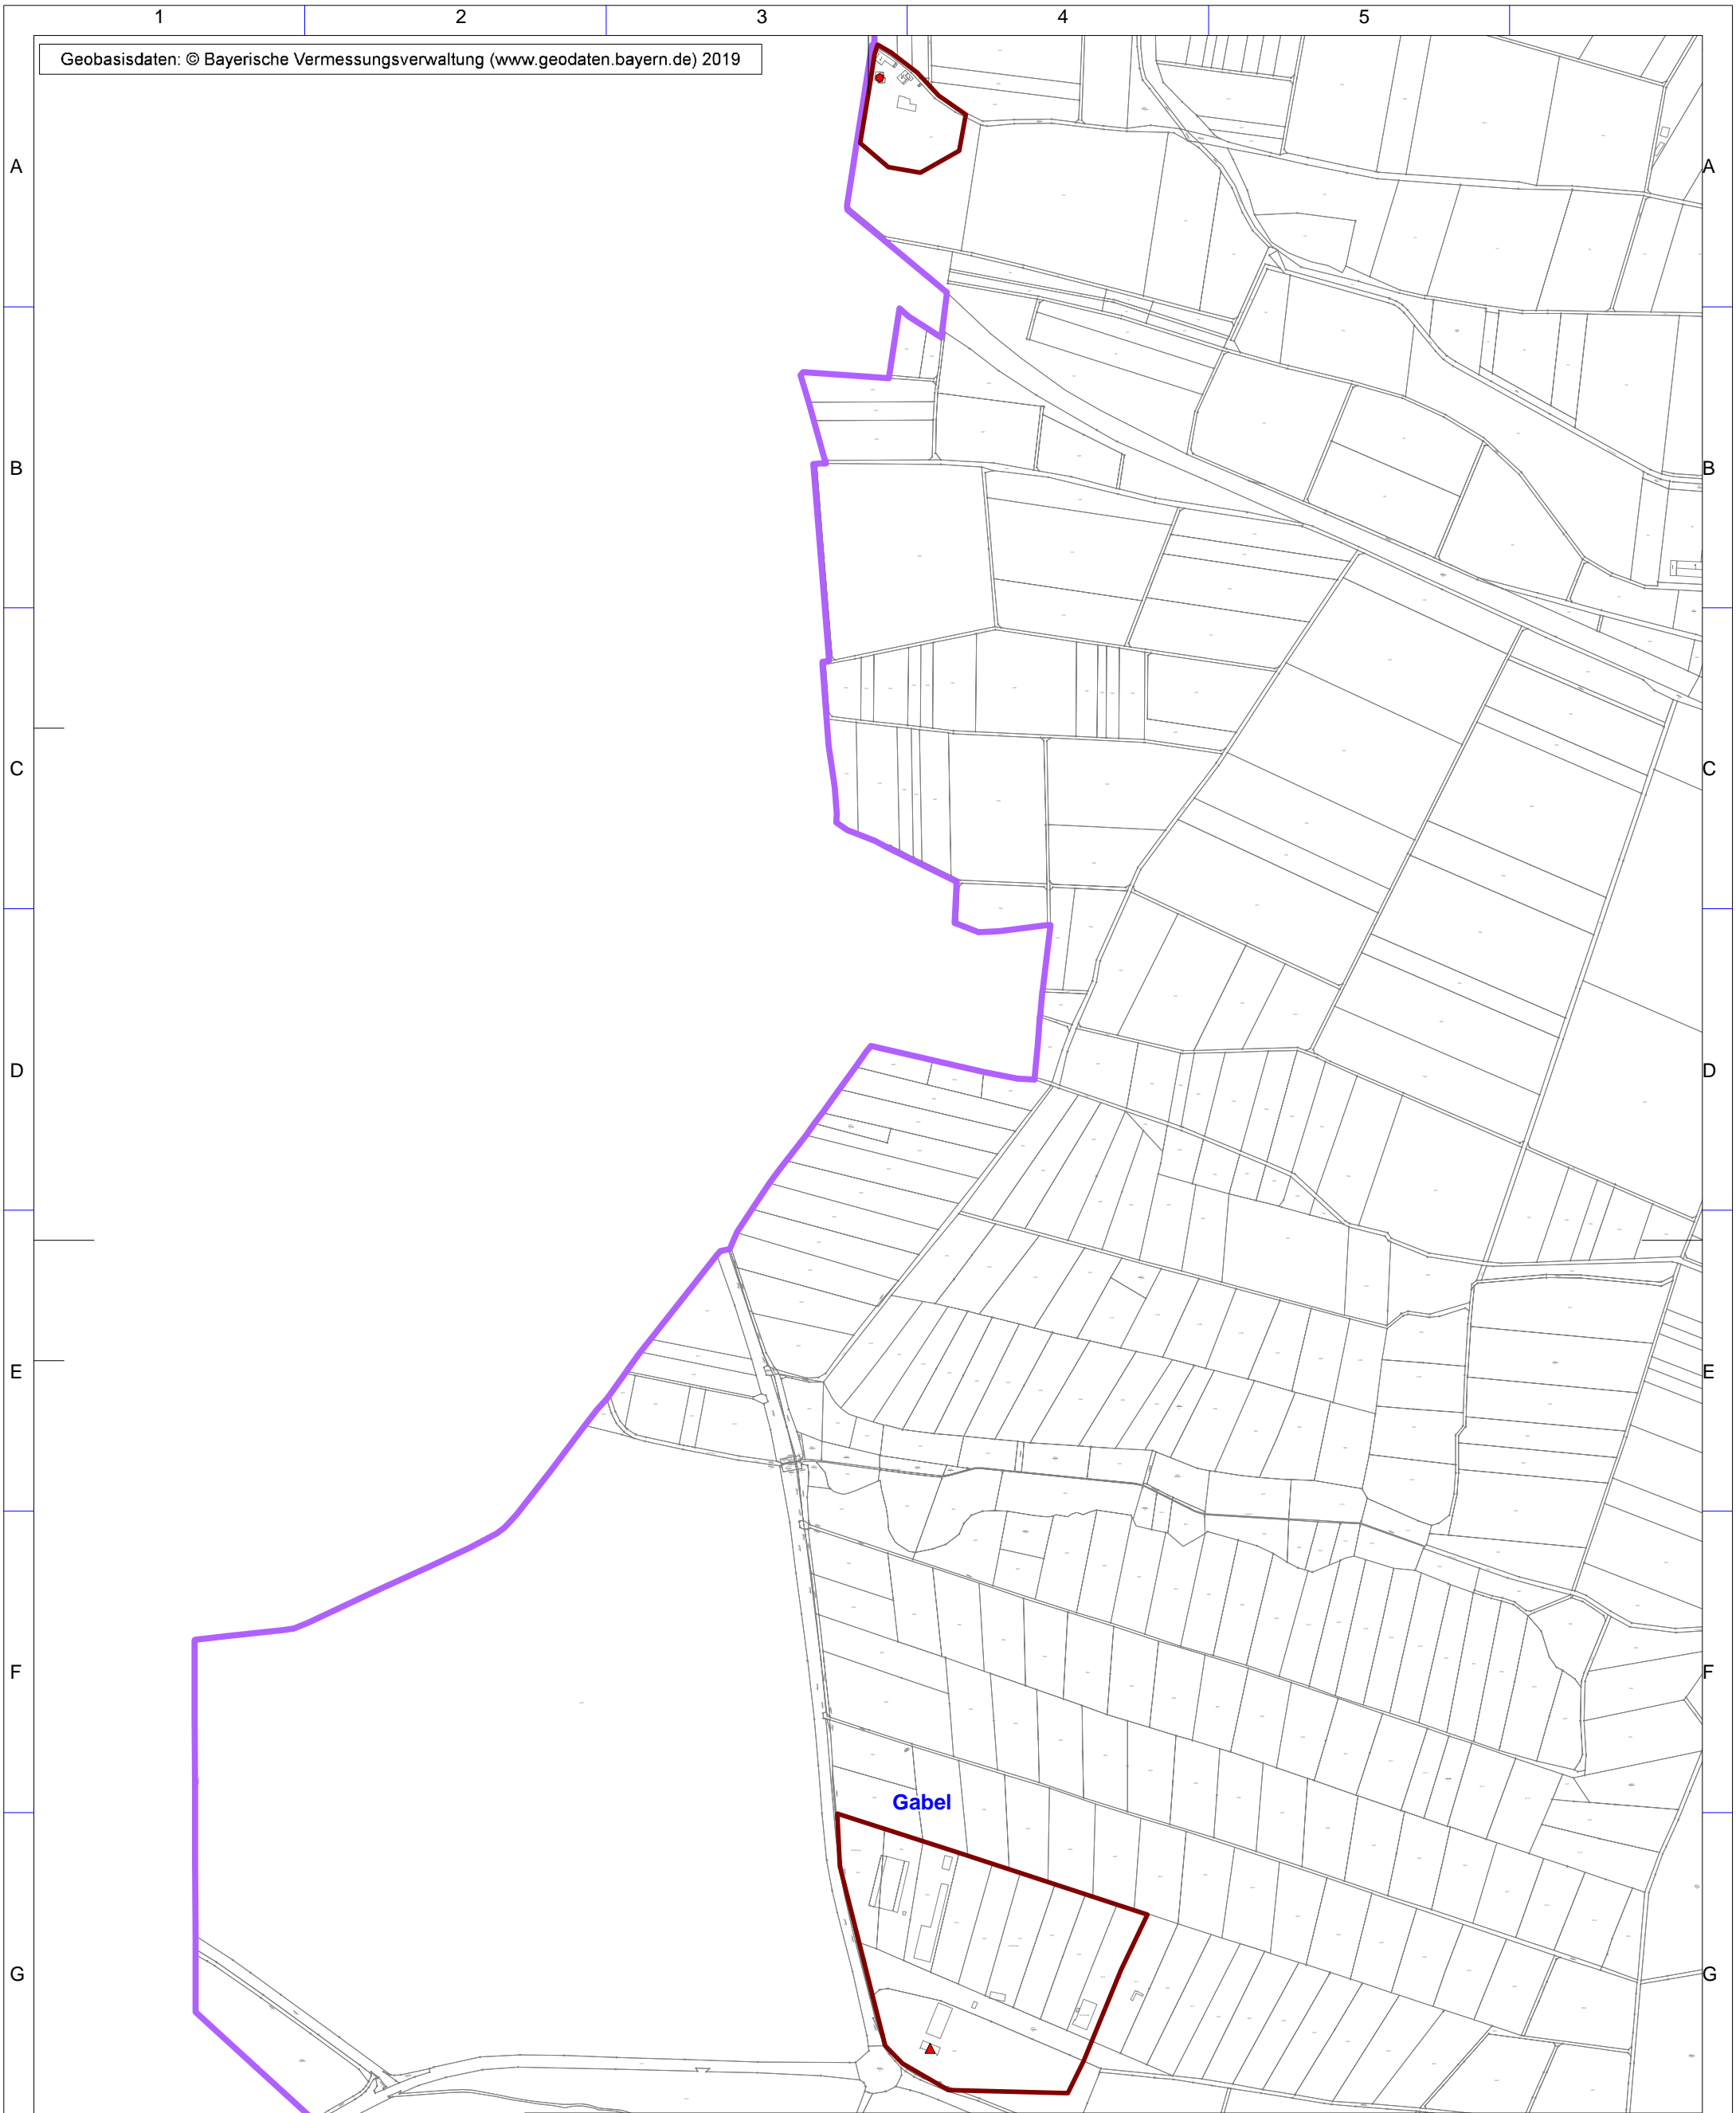 1 2 3 4 5
Geobasisdaten: © Bayerische Vermessungsverwaltung (www.geodaten.bayern.de) 2019
A A
B B
C C
D D
E E
F F
Gabel
G G